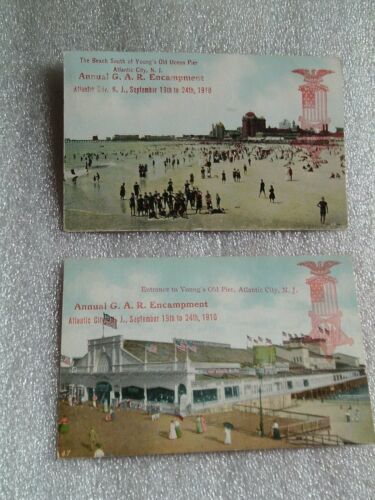 The Beach South of Young's Old Ocean Pier
Atlantic City, N. J.
Annual G. A. R. Encampment
Atlantic City, N. J., September 19th to 24th, 1910
Entrance to Young's Old Pier, Atlantic City, N. J.
Annual G. A. R. Encampment
Atlantic City, N. J., September 19th to 24th, 1910